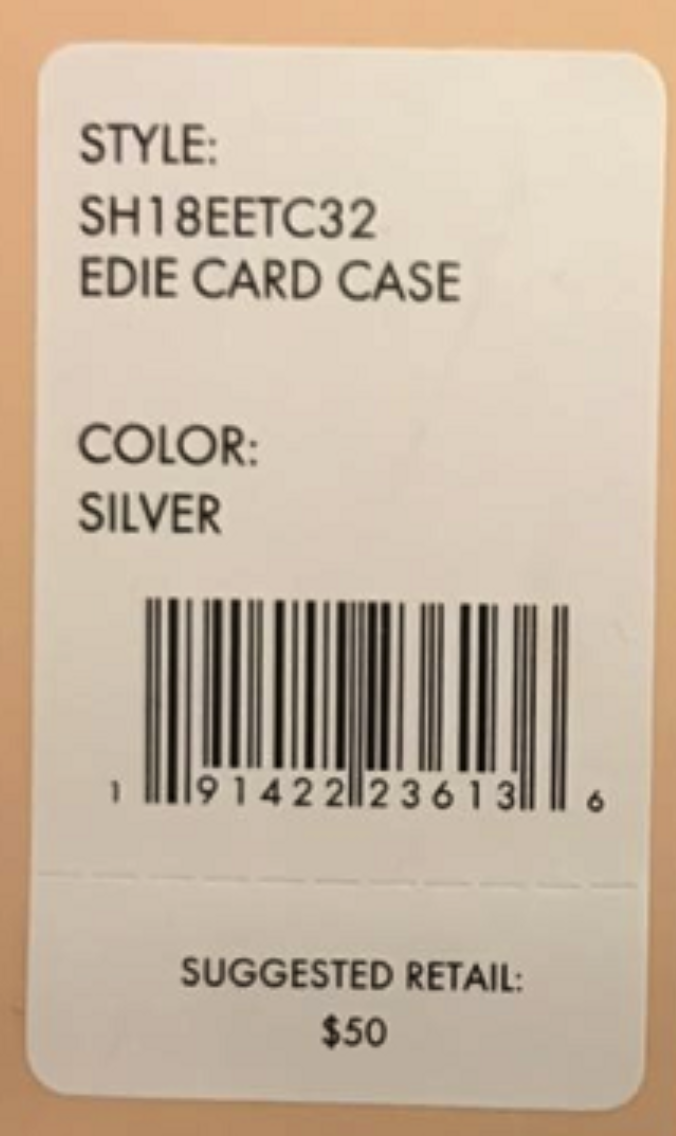 STYLE:
SH18EETC32
EDIE CARD CASE
COLOR:
SILVER
1 91422 23613 6
SUGGESTED RETAIL:
$50